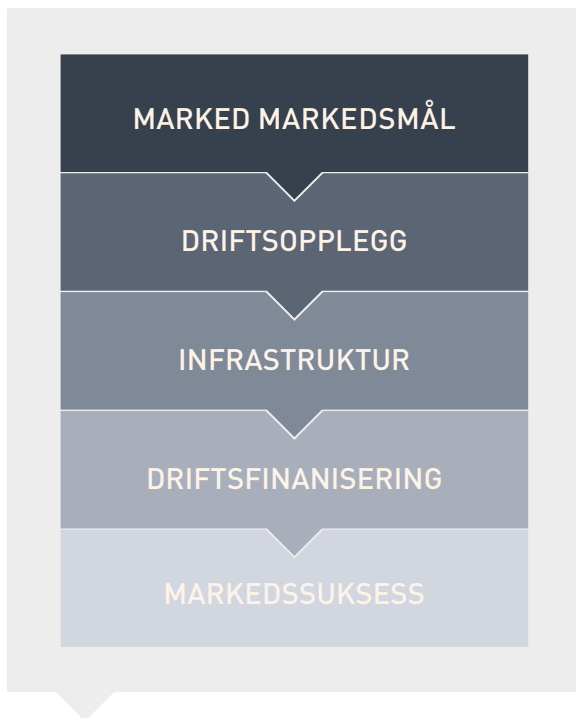 MARKED MARKEDSMÅL
DRIFTSOPPLEGG
INFRASTRUKTUR
DRIFTSFINANISERING
MARKEDSSUKSESS